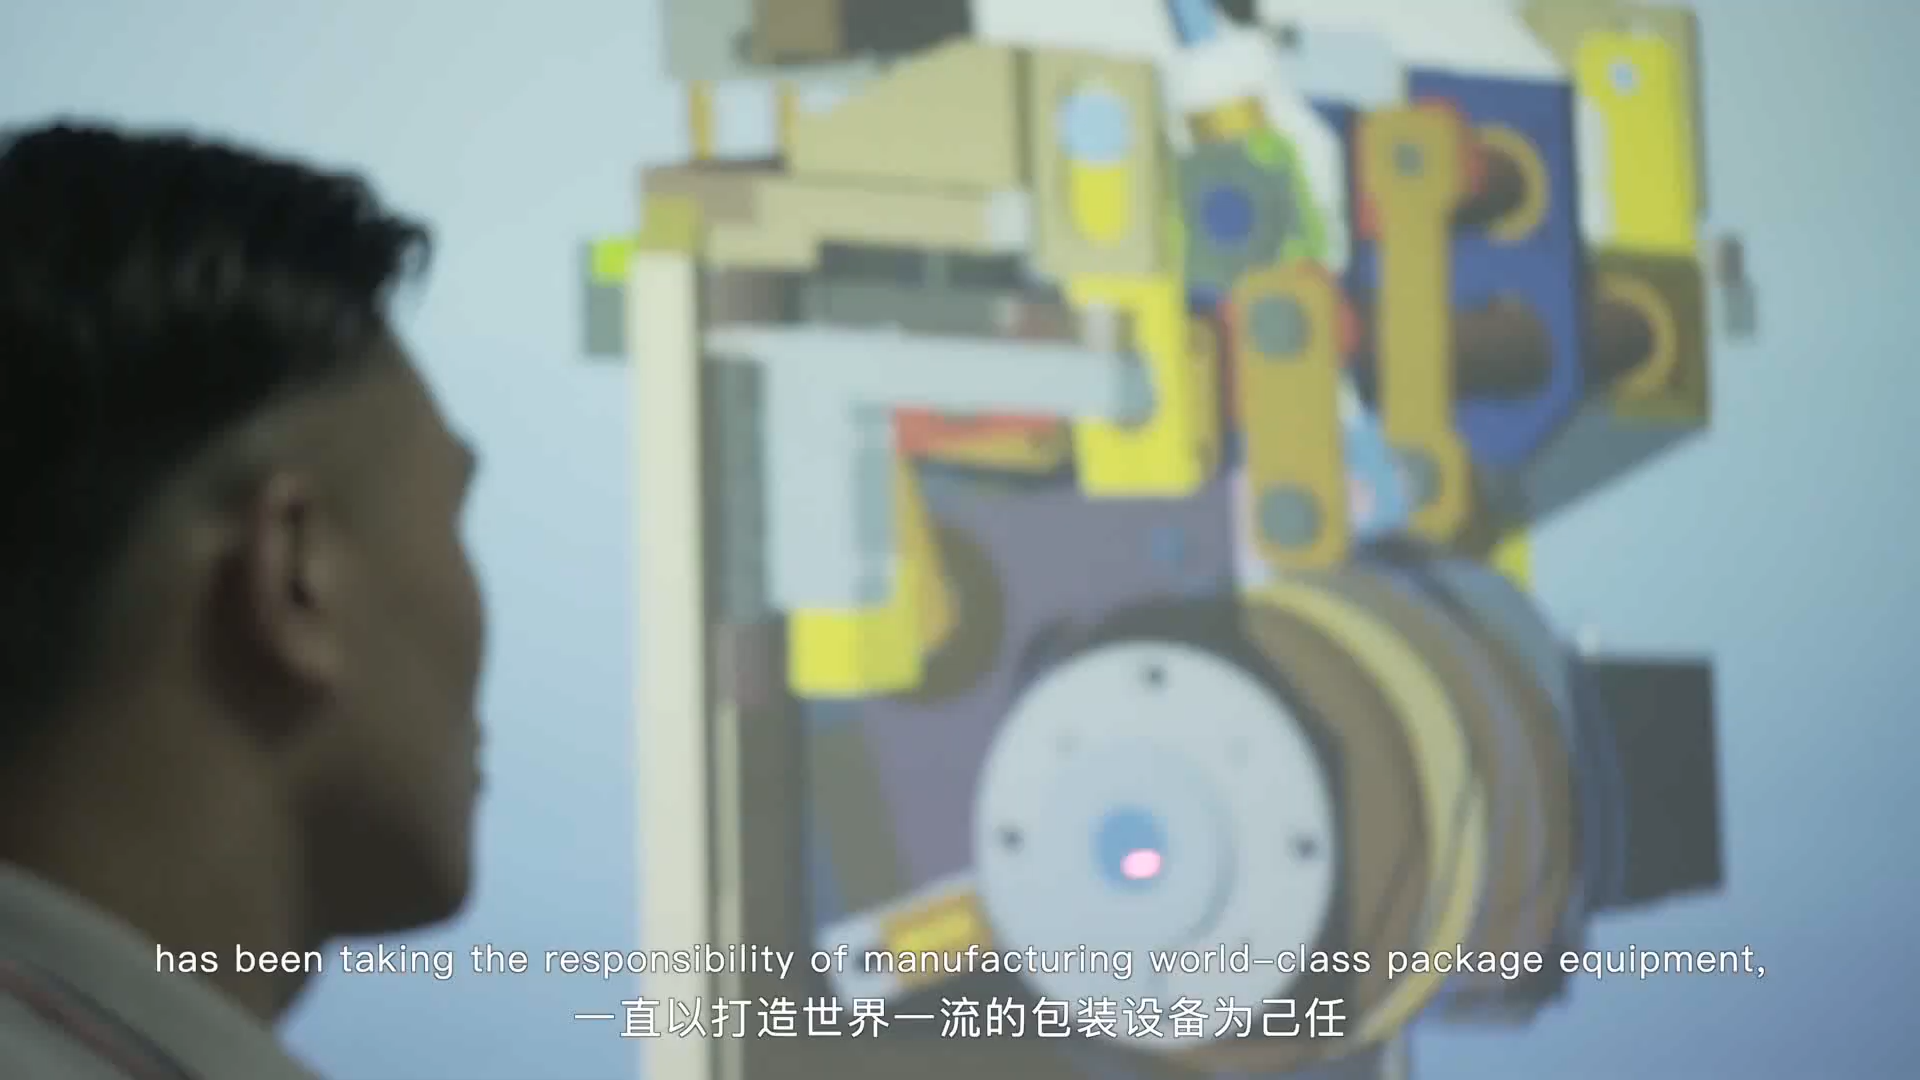 has been taking the responsibility of manufacturing world-class package equipment,
一直以打造世界一流的包装设备为己任